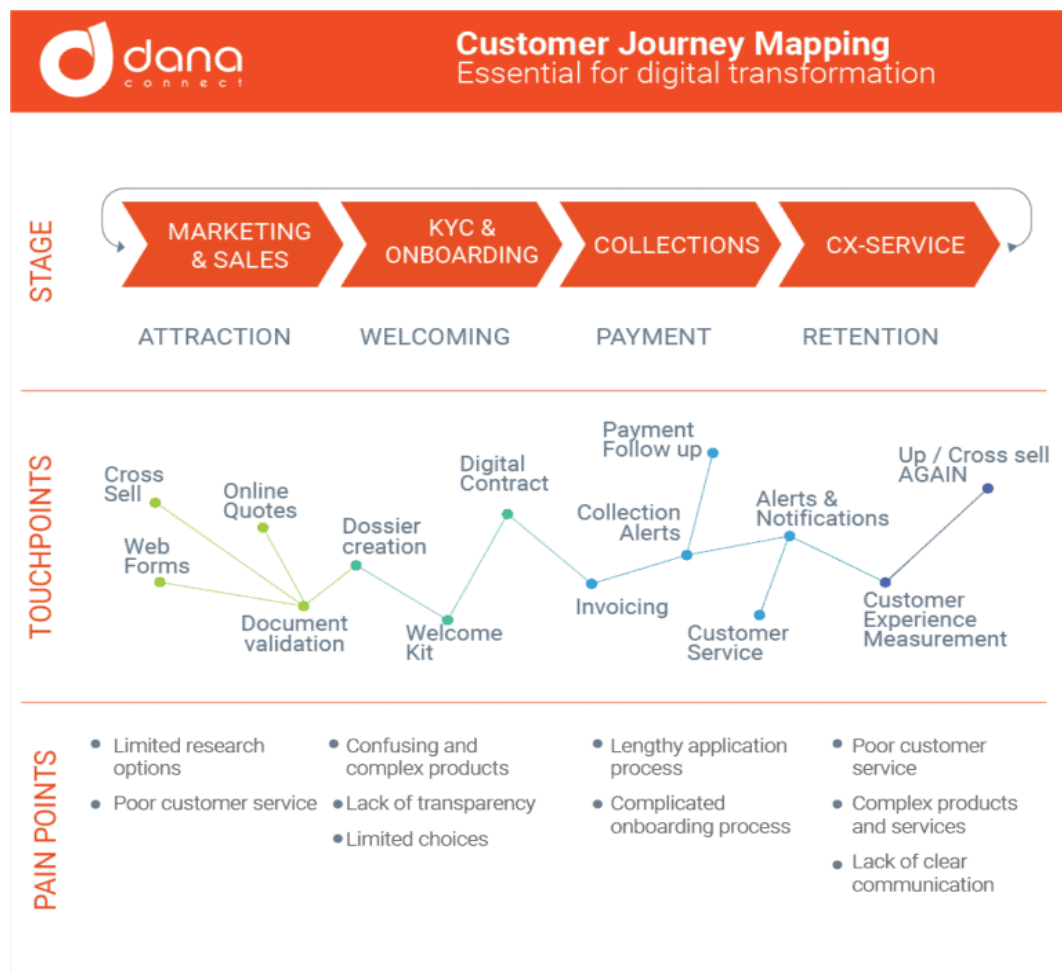 dana
connect
Customer Journey Mapping
Essential for digital transformation
STAGE
MARKETING
& SALES
KYC &
ONBOARDING
COLLECTIONS
CX-SERVICE
ATTRACTION
WELCOMING
PAYMENT
RETENTION
TOUCHPOINTS
Cross
Sell
Web
Forms
Online
Quotes
Document
validation
Dossier
creation
Welcome
Kit
Digital
Contract
Invoicing
Collection
Alerts
Payment
Follow up
Customer
Service
Alerts &
Notifications
Customer
Experience
Measurement
Up / Cross sell
AGAIN
PAIN POINTS
Limited research
options
Poor customer service
Confusing and
complex products
Lack of transparency
Limited choices
Lengthy application
process
Complicated
onboarding process
Poor customer
service
Complex products
and services
Lack of clear
communication